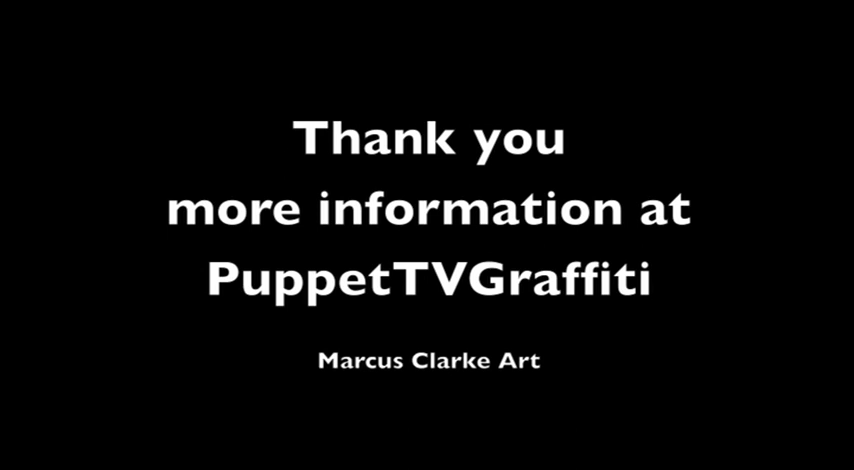 Thank you
more information at
PuppetTVGraffiti
Marcus Clarke Art